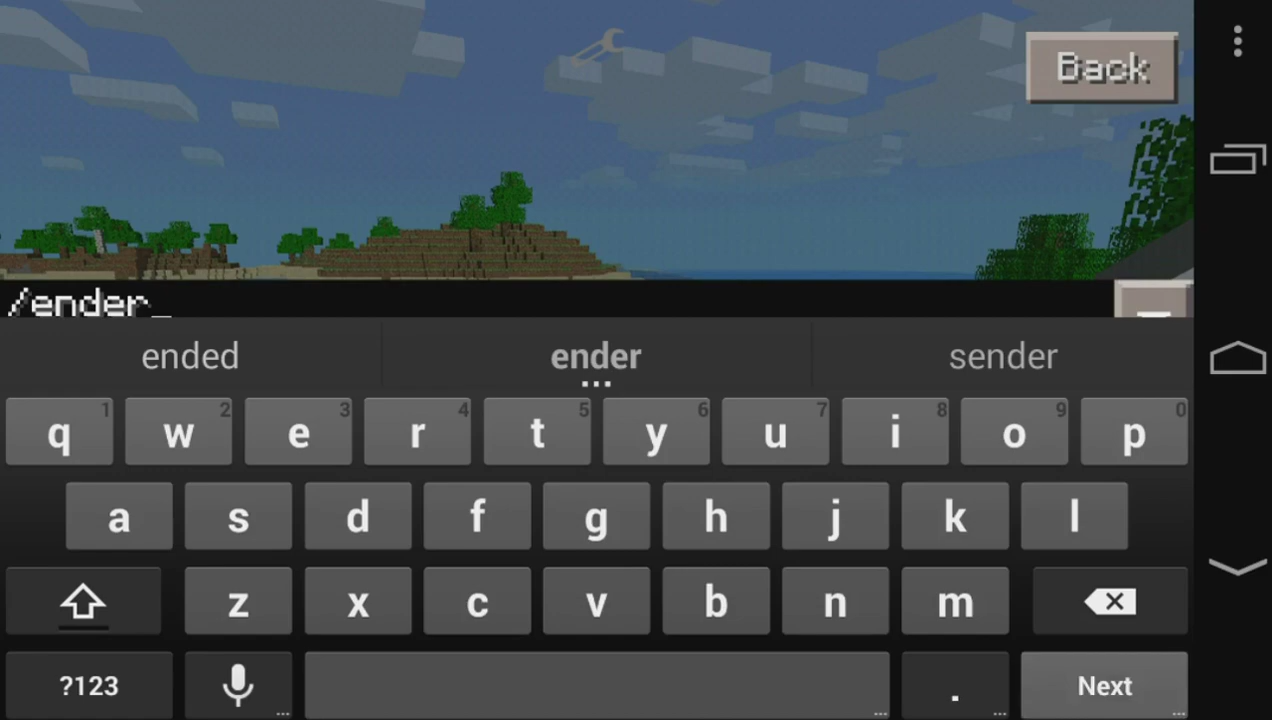 Back
/ender_
ended ender sender
q 1 w 2 e 3 r 4 t 5 y 6 u 7 i 8 o 9 p 0
a s d f g h j k l
z x c v b n m
?123 . Next